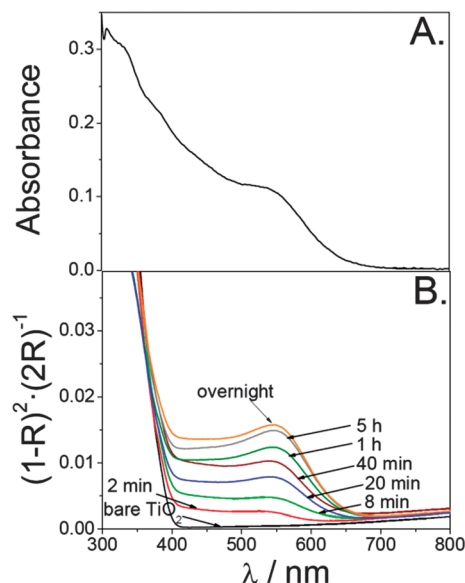 A.
Absorbance
0.3
0.2
0.1
0.0
B.
(1-R)²·(2R)⁻¹
0.03
0.02
0.01
0.00
overnight
5 h
1 h
40 min
20 min
8 min
2 min
bare TiO₂
300 400 500 600 700 800
λ / nm